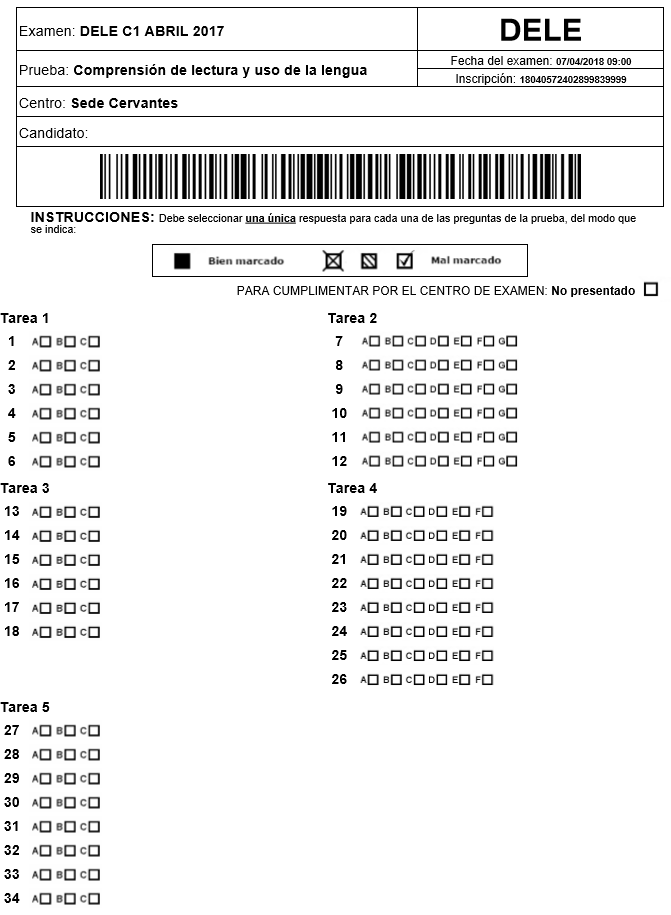 Examen: DELE C1 ABRIL 2017
DELE
Prueba: Comprensión de lectura y uso de la lengua
Fecha del examen: 07/04/2018 09:00
Inscripción: 18040572402899839999
Centro: Sede Cervantes
Candidato:
INSTRUCCIONES: Debe seleccionar una única respuesta para cada una de las preguntas de la prueba, del modo que
se indica:
Bien marcado Mal marcado
PARA CUMPLIMENTAR POR EL CENTRO DE EXAMEN: No presentado
Tarea 1
1 A B C
2 A B C
3 A B C
4 A B C
5 A B C
6 A B C
Tarea 2
7 A B C D E F G
8 A B C D E F G
9 A B C D E F G
10 A B C D E F G
11 A B C D E F G
12 A B C D E F G
Tarea 3
13 A B C
14 A B C
15 A B C
16 A B C
17 A B C
18 A B C
Tarea 4
19 A B C D E F
20 A B C D E F
21 A B C D E F
22 A B C D E F
23 A B C D E F
24 A B C D E F
25 A B C D E F
26 A B C D E F
Tarea 5
27 A B C
28 A B C
29 A B C
30 A B C
31 A B C
32 A B C
33 A B C
34 A B C